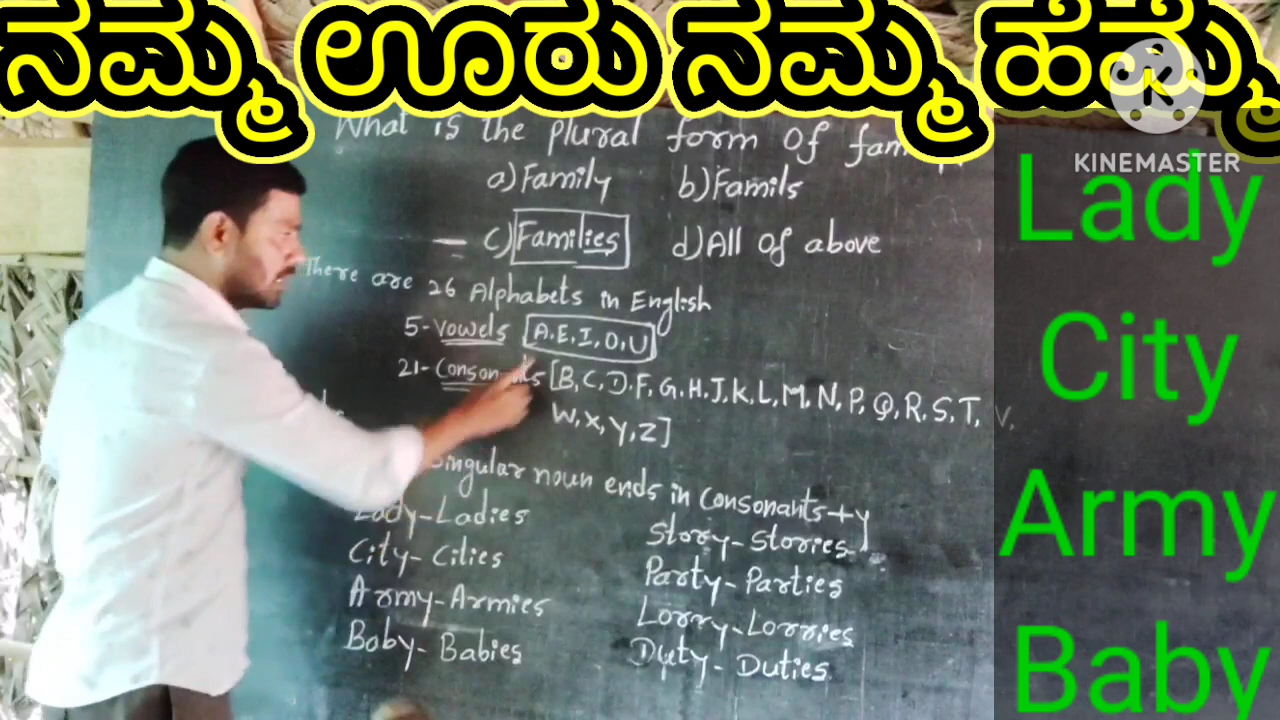 ನಮ್ಮ ಊರು ನಮ್ಮ ಹೆಮ್ಮೆ
KINEMASTER
What is the plural form of
a) Family b) Famils
c) Families d) All of above
There are 26 Alphabets in English
5- Vowels A, E, I, O, U
21- Consonants [B, C, D, F, G, H, J, K, L, M, N, P, Q, R, S, T, V,
W, X, Y, Z]
Singular noun ends in Consonants + y
Lady-Ladies Story-Stories
City-Cities Party-Parties
Army-Armies Lorry-Lorries
Baby-Babies Duty-Duties
Lady
City
Army
Baby